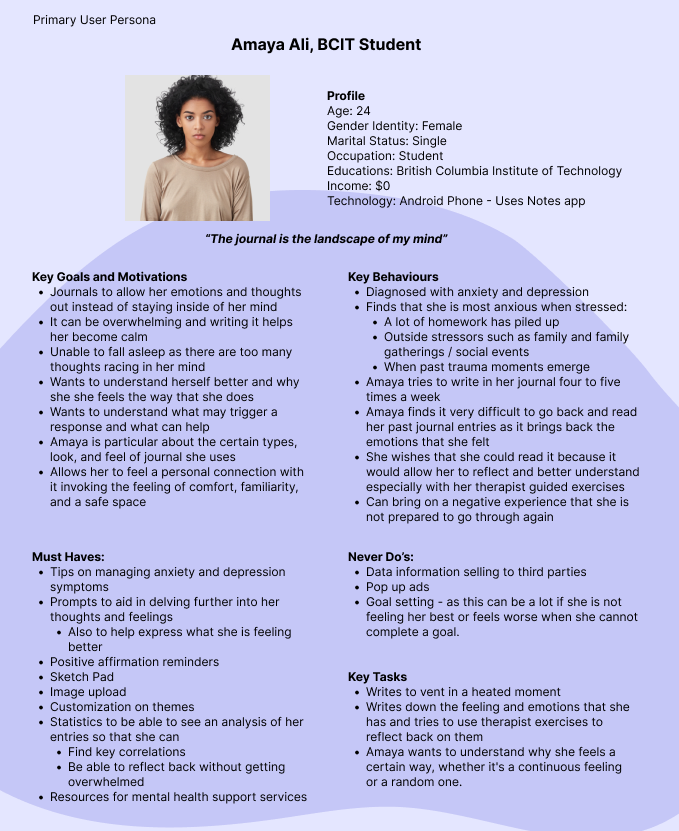 Primary User Persona
Amaya Ali, BCIT Student
Profile
Age: 24
Gender Identity: Female
Marital Status: Single
Occupation: Student
Educations: British Columbia Institute of Technology
Income: $0
Technology: Android Phone - Uses Notes app
“The journal is the landscape of my mind”
Key Goals and Motivations
• Journals to allow her emotions and thoughts
out instead of staying inside of her mind
• It can be overwhelming and writing it helps
her become calm
• Unable to fall asleep as there are too many
thoughts racing in her mind
• Wants to understand herself better and why
she she feels the way that she does
• Wants to understand what may trigger a
response and what can help
• Amaya is particular about the certain types,
look, and feel of journal she uses
• Allows her to feel a personal connection with
it invoking the feeling of comfort, familiarity,
and a safe space
Key Behaviours
• Diagnosed with anxiety and depression
• Finds that she is most anxious when stressed:
• A lot of homework has piled up
• Outside stressors such as family and family
gatherings / social events
• When past trauma moments emerge
• Amaya tries to write in her journal four to five
times a week
• Amaya finds it very difficult to go back and read
her past journal entries as it brings back the
emotions that she felt
• She wishes that she could read it because it
would allow her to reflect and better understand
especially with her therapist guided exercises
• Can bring on a negative experience that she is
not prepared to go through again
Must Haves:
• Tips on managing anxiety and depression
symptoms
• Prompts to aid in delving further into her
thoughts and feelings
• Also to help express what she is feeling
better
• Positive affirmation reminders
• Sketch Pad
• Image upload
• Customization on themes
• Statistics to be able to see an analysis of her
entries so that she can
• Find key correlations
• Be able to reflect back without getting
overwhelmed
• Resources for mental health support services
Never Do’s:
• Data information selling to third parties
• Pop up ads
• Goal setting - as this can be a lot if she is not
feeling her best or feels worse when she cannot
complete a goal.
Key Tasks
• Writes to vent in a heated moment
• Writes down the feeling and emotions that she
has and tries to use therapist exercises to
reflect back on them
• Amaya wants to understand why she feels a
certain way, whether it's a continuous feeling
or a random one.